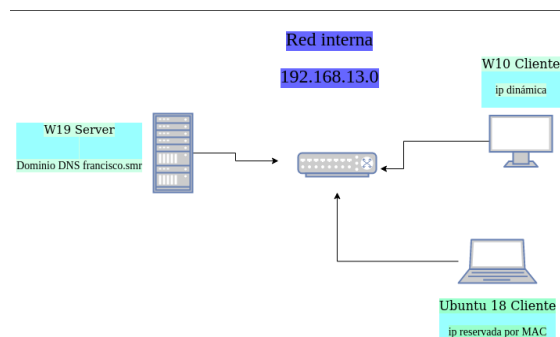 Red interna
192.168.13.0
W10 Cliente
ip dinámica
W19 Server
Dominio DNS francisco.smr
Ubuntu 18 Cliente
ip reservada por MAC